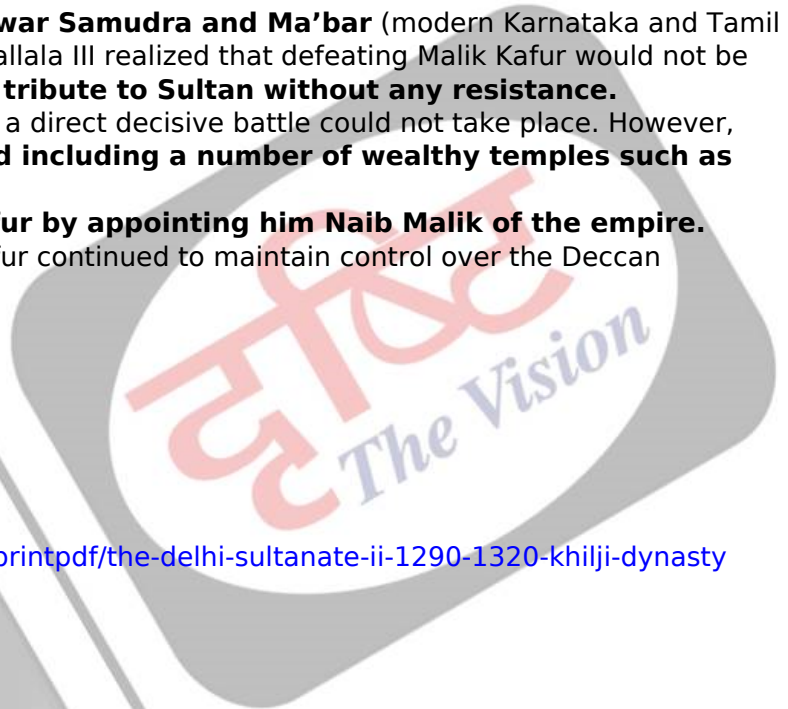 war Samudra and Ma’bar (modern Karnataka and Tamil
allala III realized that defeating Malik Kafur would not be
tribute to Sultan without any resistance.
a direct decisive battle could not take place. However,
d including a number of wealthy temples such as
ur by appointing him Naib Malik of the empire.
fur continued to maintain control over the Deccan
दृष्टि
The Vision
printpdf/the-delhi-sultanate-ii-1290-1320-khilji-dynasty